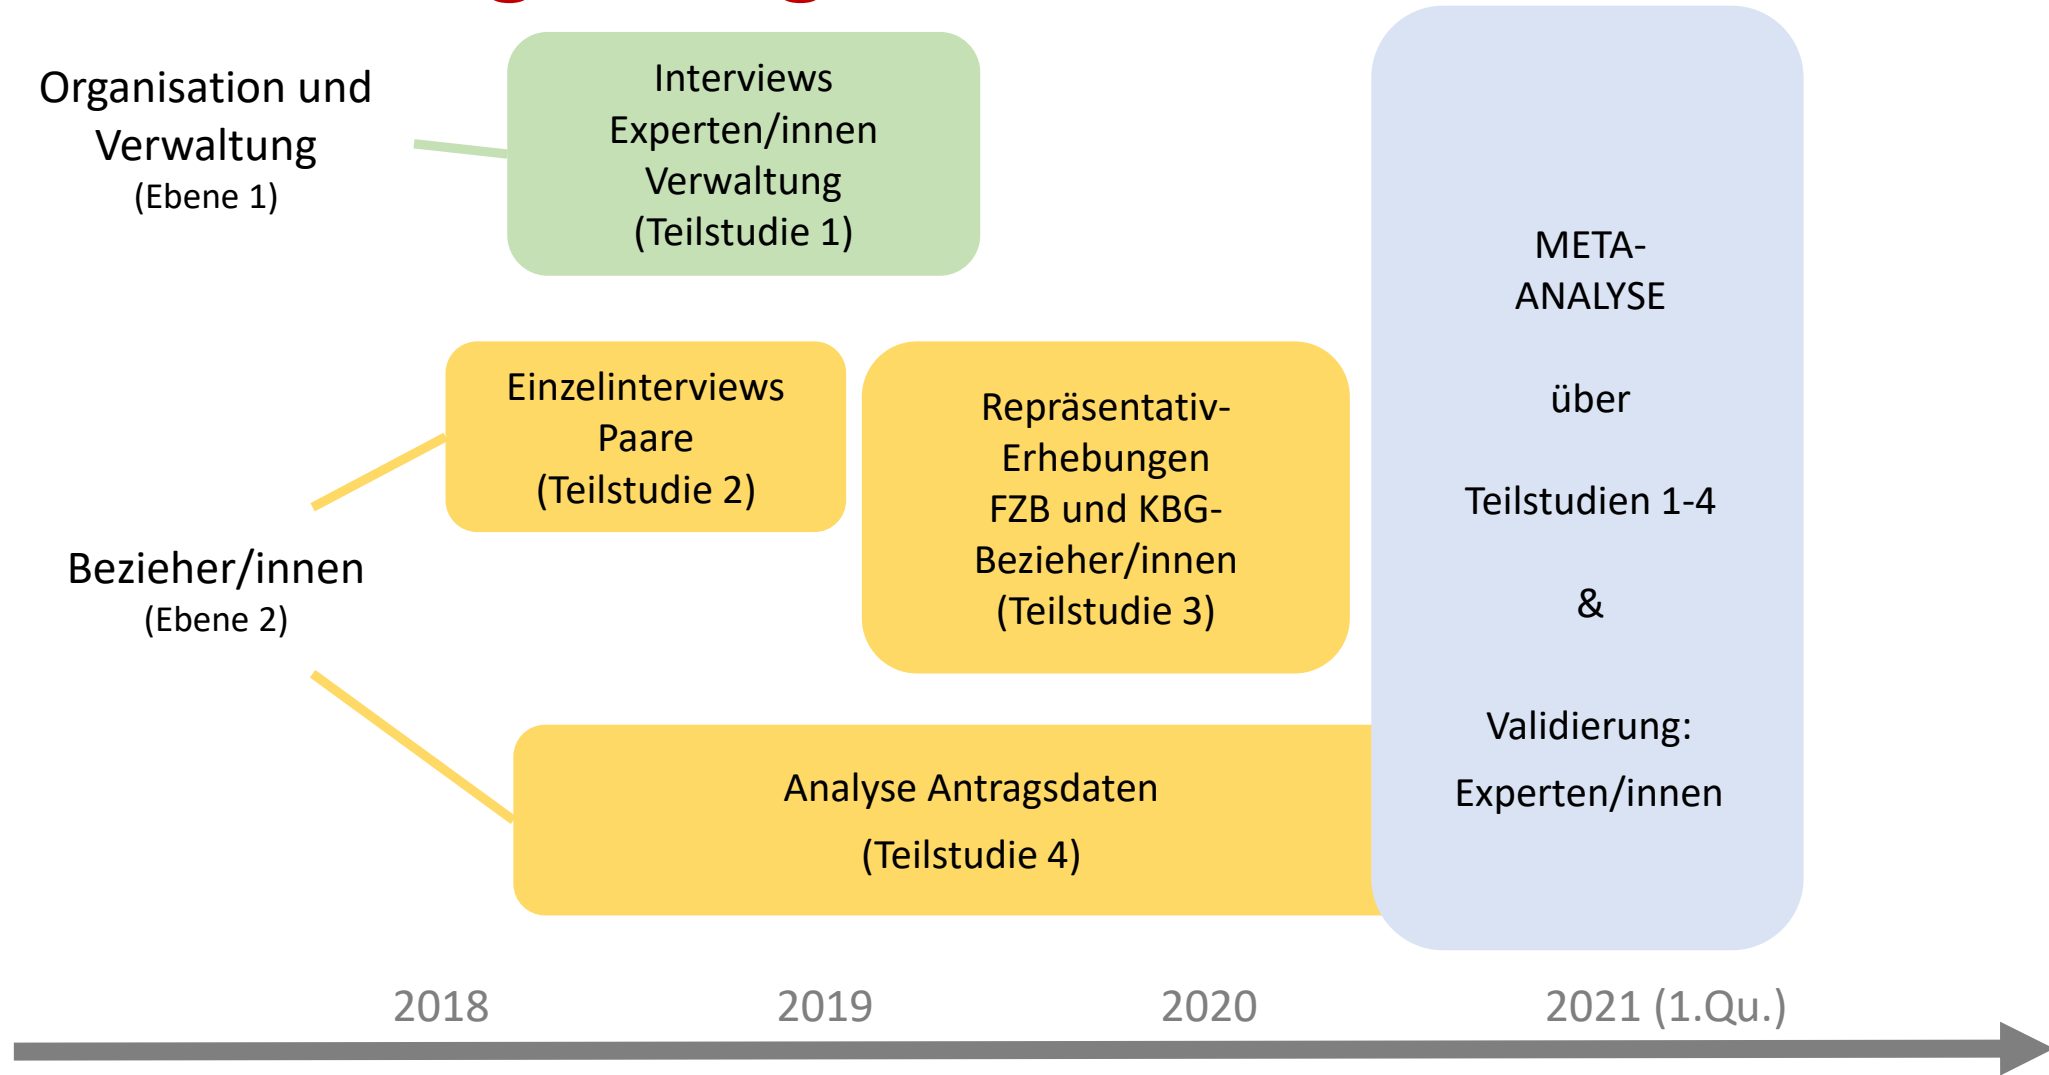 Organisation und
Verwaltung
(Ebene 1)
Interviews
Experten/innen
Verwaltung
(Teilstudie 1)
Einzelinterviews
Paare
(Teilstudie 2)
Repräsentativ-
Erhebungen
FZB und KBG-
Bezieher/innen
(Teilstudie 3)
Bezieher/innen
(Ebene 2)
Analyse Antragsdaten
(Teilstudie 4)
META-
ANALYSE
über
Teilstudien 1-4
&
Validierung:
Experten/innen
2018 2019 2020 2021 (1.Qu.)